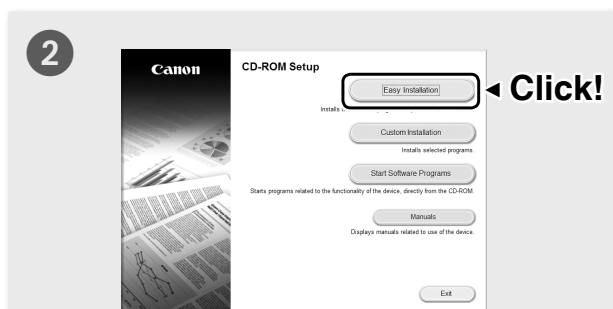 2
Canon
CD-ROM Setup
Easy Installation
◄ Click!
Installs
Custom Installation
Installs selected programs.
Start Software Programs
Starts programs related to the functionality of the device, directly from the CD-ROM.
Manuals
Displays manuals related to use of the device.
Exit